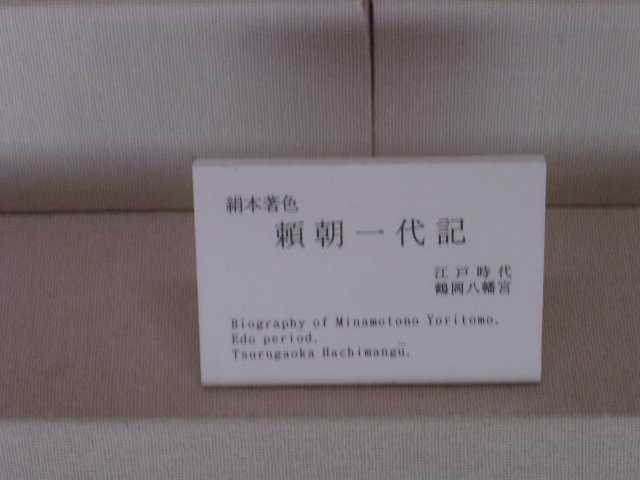 絹本著色
頼朝一代記
江戸時代
鶴岡八幡宮
Biography of Minamotono Yoritomo.
Edo period.
Tsurugaoka Hachimangū.